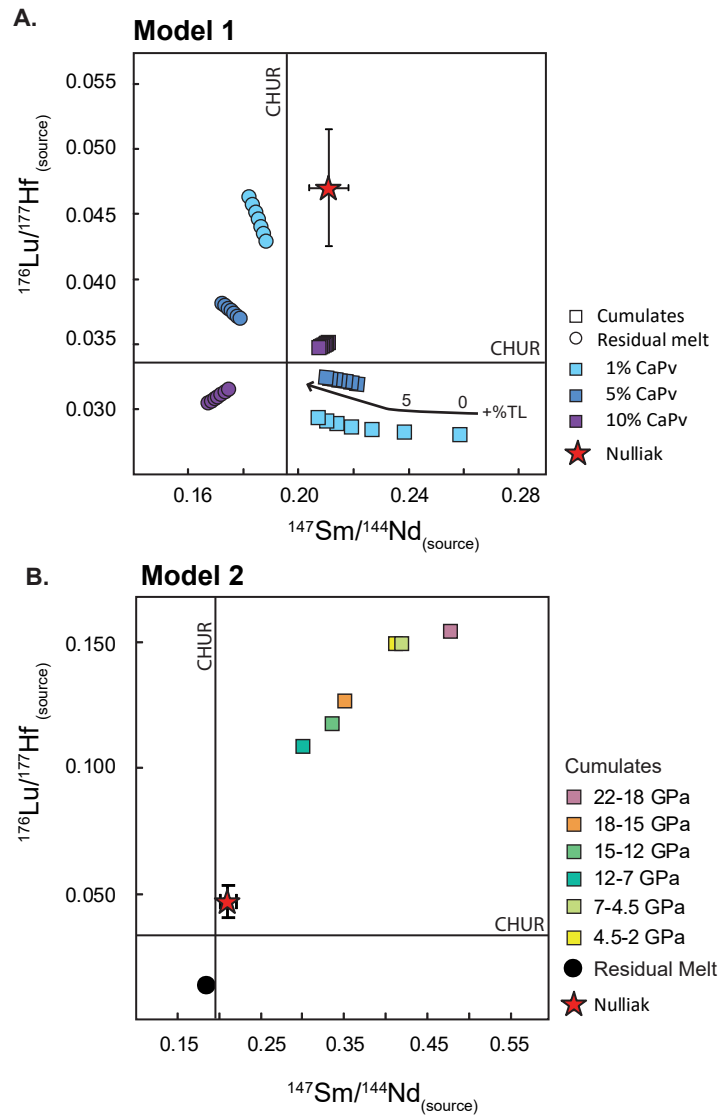 A.
Model 1
CHUR
0.055
0.050
0.045
0.040
0.035
0.030
176Lu/177Hf (source)
CHUR
5
0
+%TL
0.16
0.20
0.24
0.28
147Sm/144Nd(source)
Cumulates
Residual melt
1% CaPv
5% CaPv
10% CaPv
Nulliak
B.
Model 2
CHUR
0.150
0.100
0.050
176Lu/177Hf (source)
CHUR
0.15
0.25
0.35
0.45
0.55
147Sm/144Nd(source)
Cumulates
22-18 GPa
18-15 GPa
15-12 GPa
12-7 GPa
7-4.5 GPa
4.5-2 GPa
Residual Melt
Nulliak